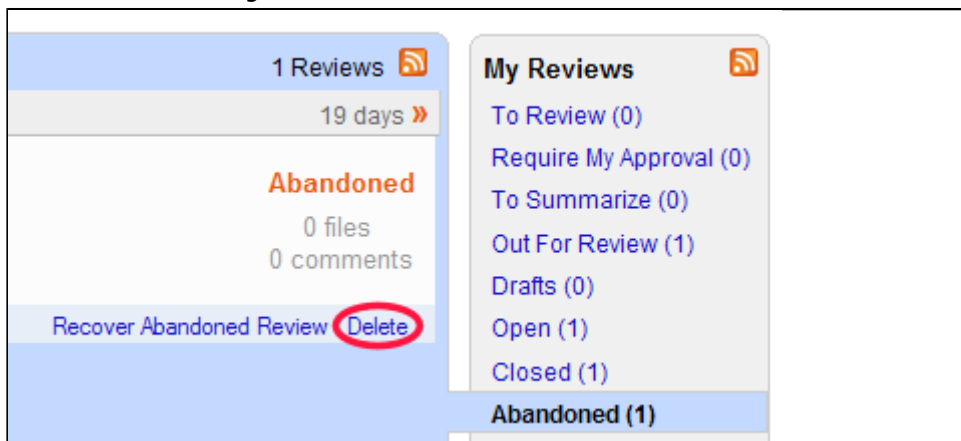 1 Reviews
19 days »
Abandoned
0 files
0 comments
Recover Abandoned Review Delete
My Reviews
To Review (0)
Require My Approval (0)
To Summarize (0)
Out For Review (1)
Drafts (0)
Open (1)
Closed (1)
Abandoned (1)